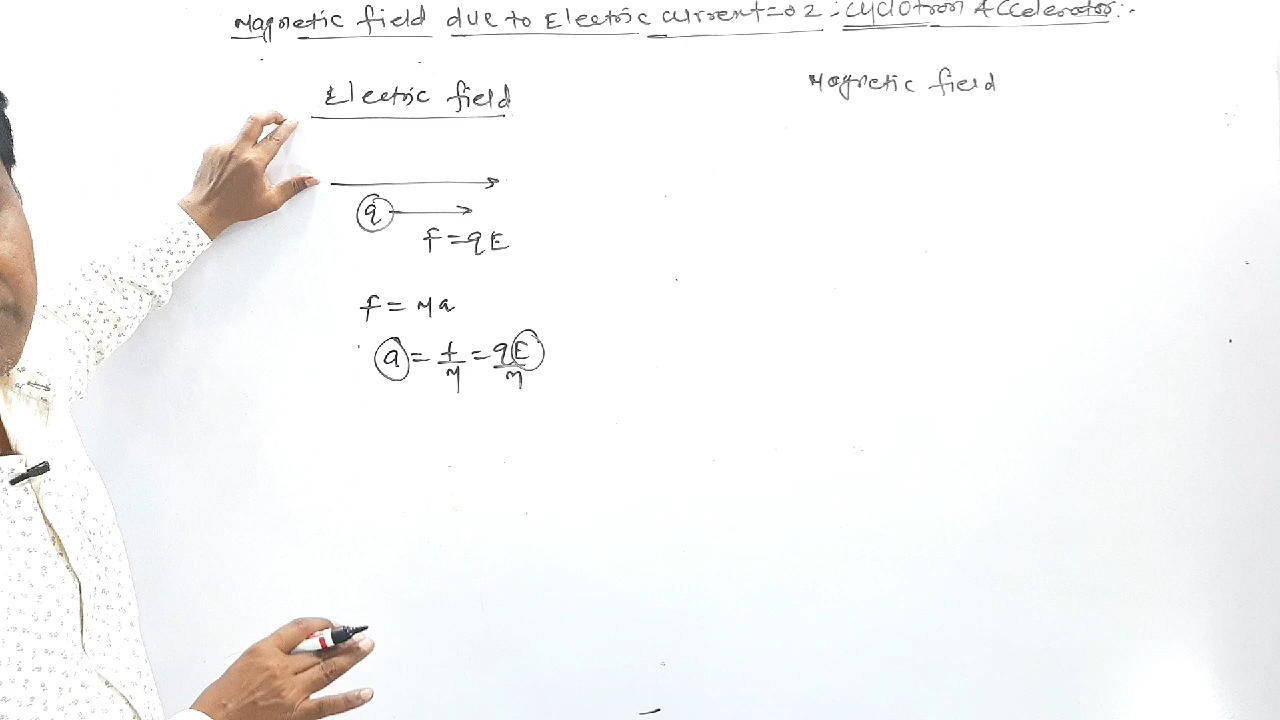 Magnetic field due to Electric current=02:Cyclotron Accelerator:-
Electric field
Magnetic field
q
f=qE
f=Ma
a=f/M=qE/M